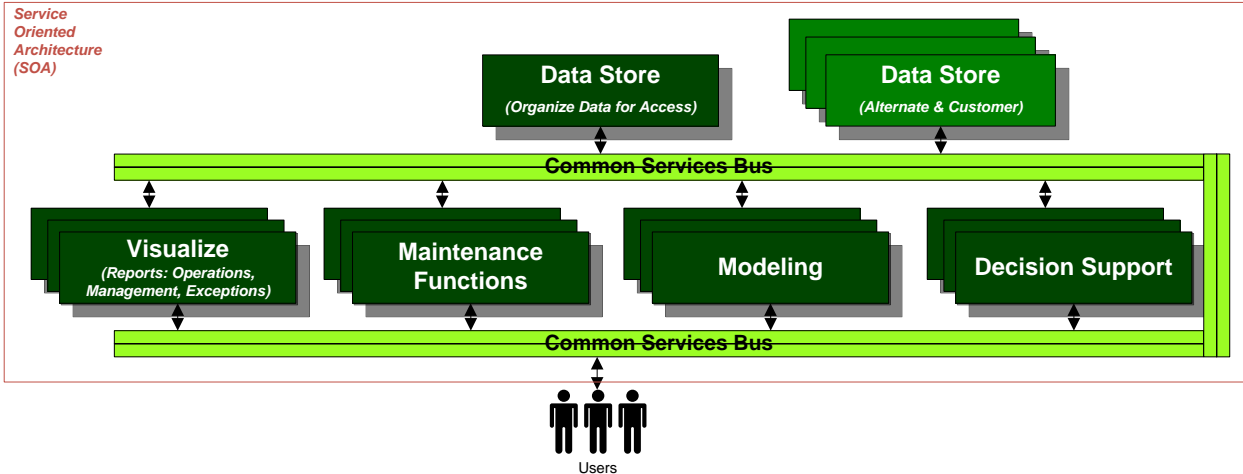 Service
Oriented
Architecture
(SOA)
Data Store
(Organize Data for Access)
Data Store
(Alternate & Customer)
Common Services Bus
Visualize
(Reports: Operations,
Management, Exceptions)
Maintenance
Functions
Modeling
Decision Support
Common Services Bus
Users